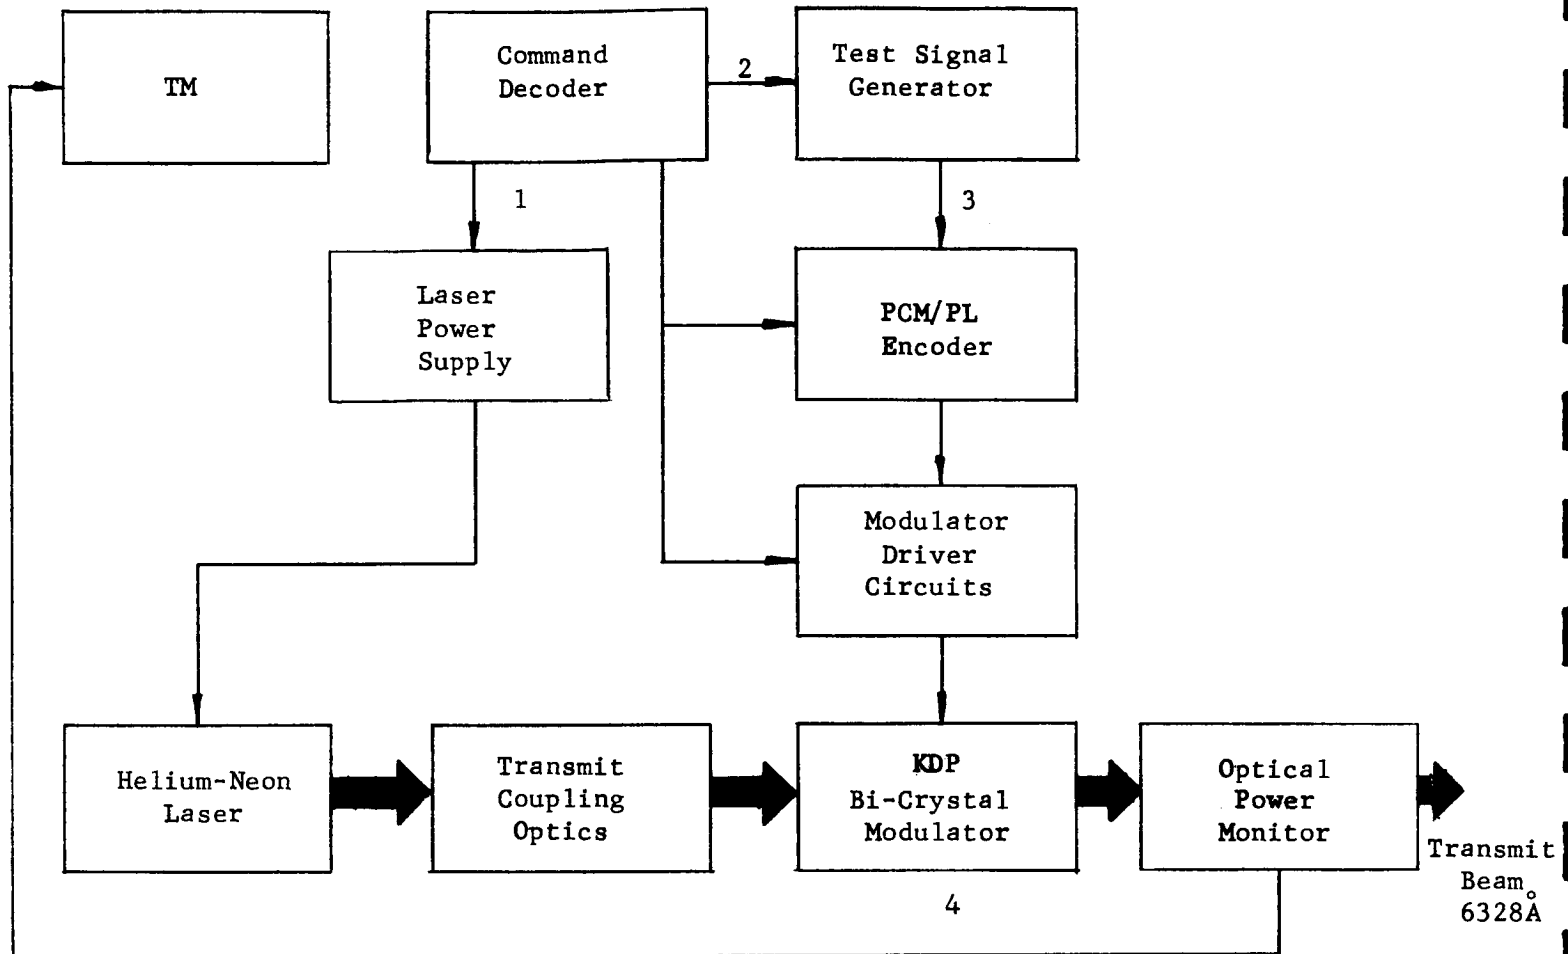 TM
Command
Decoder
2
Test Signal
Generator
1
3
Laser
Power
Supply
PCM/PL
Encoder
Modulator
Driver
Circuits
Helium-Neon
Laser
Transmit
Coupling
Optics
KDP
Bi-Crystal
Modulator
Optical
Power
Monitor
Transmit
Beam
6328Å
4